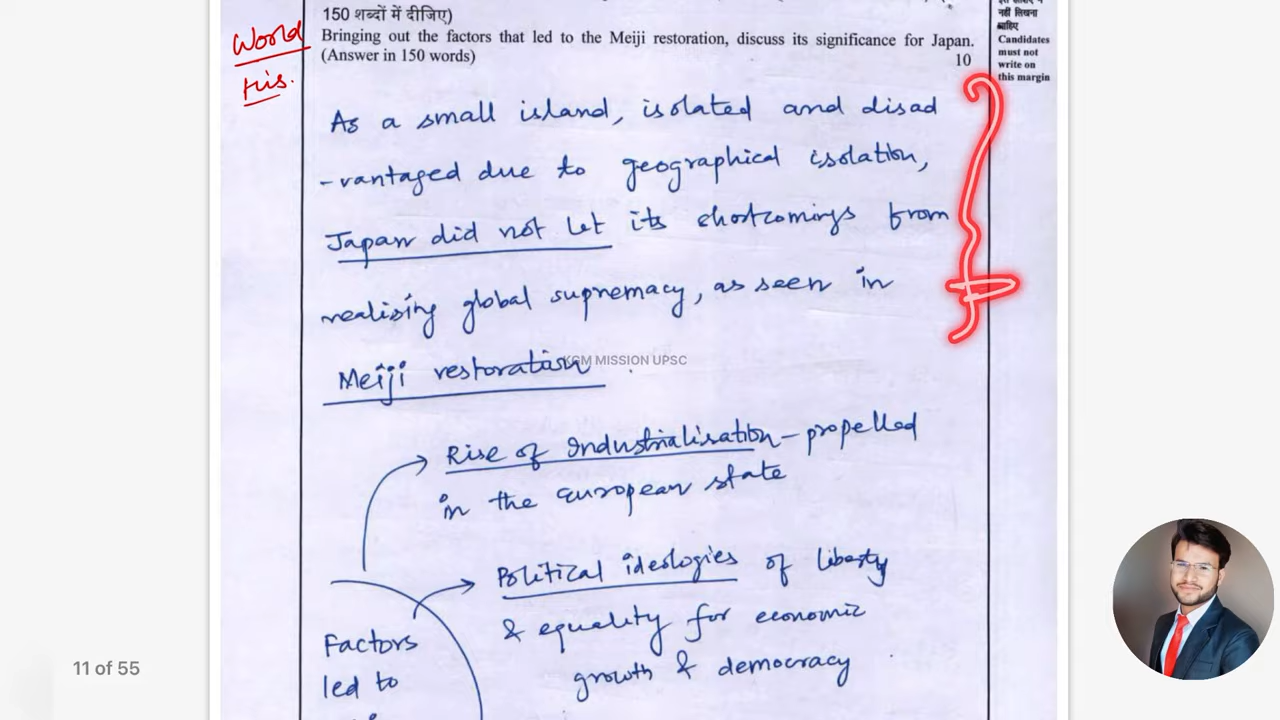 150 शब्दों में दीजिए)
Bringing out the factors that led to the Meiji restoration, discuss its significance for Japan.
(Answer in 150 words)
10
नहीं लिखना
चाहिए
Candidates
must not
write on
this margin
World
His.
As a small island, isolated and disad
-vantaged due to geographical isolation,
Japan did not let its shortcomings from
realising global supremacy, as seen in
Meiji restoration.
KGM MISSION UPSC
Rise of Industrialisation - propelled
in the European state
Political ideologies of liberty
& equality for economic
growth & democracy
Factors
led to
11 of 55